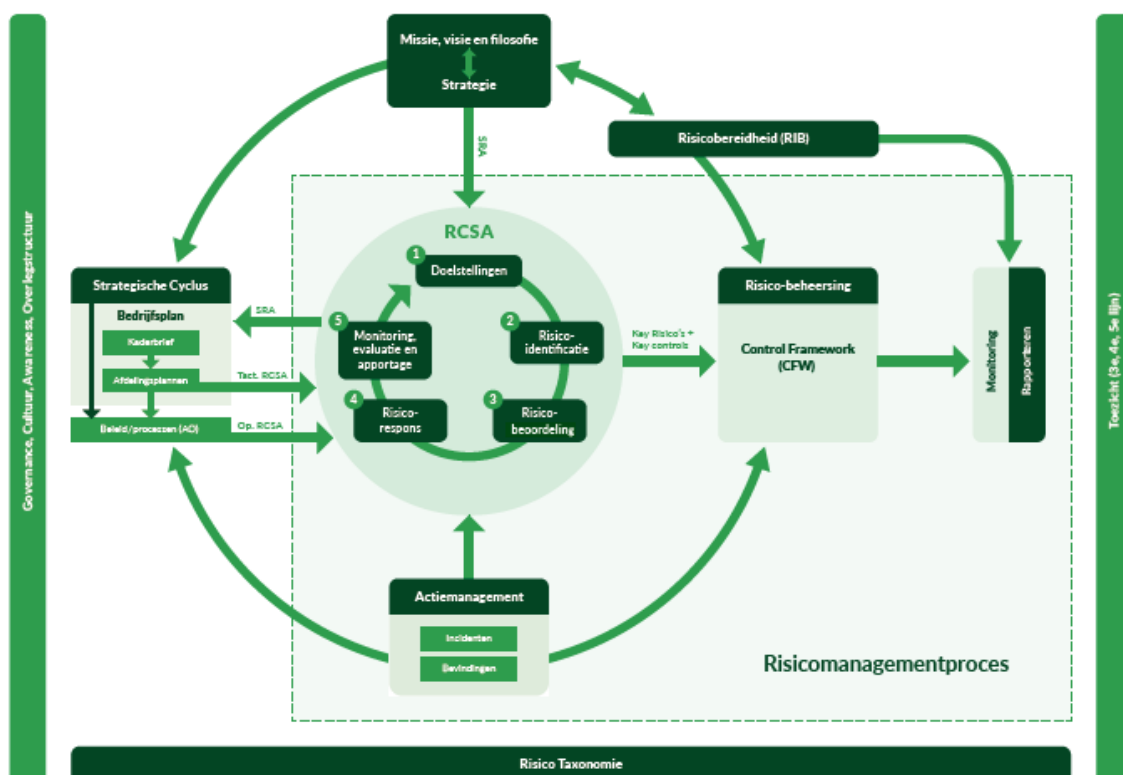 Missie, visie en filosofie
Strategie
Risicobereidheid (RIB)
SRA
Governance, Cultuur, Awareness, Overlegstructuur
Toezicht (3e, 4e, 5e lijn)
RCSA
1
Doelstellingen
2
Risico-
identificatie
3
Risico-
beoordeling
4
Risico-
respons
5
Monitoring,
evaluatie en
apportage
Strategische Cyclus
Bedrijfsplan
Kaderbrief
Afdelingsplannen
Beleid/processen (AO)
SRA
Tact. RCSA
Op. RCSA
Key Risico's +
Key controls
Risico-beheersing
Control Framework
(CFW)
Monitoring
Rapporteren
Actiemanagement
Incidenten
Bevindingen
Risicomanagementproces
Risico Taxonomie